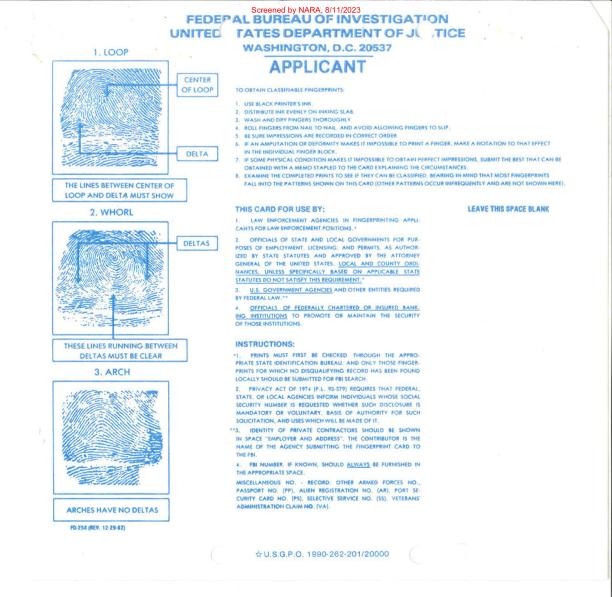 Screened by NARA, 8/11/2023
FEDERAL BUREAU OF INVESTIGATION
UNITED STATES DEPARTMENT OF JUSTICE
WASHINGTON, D.C. 20537
APPLICANT
1. LOOP
CENTER
OF LOOP
DELTA
THE LINES BETWEEN CENTER OF
LOOP AND DELTA MUST SHOW
2. WHORL
DELTAS
THESE LINES RUNNING BETWEEN
DELTAS MUST BE CLEAR
3. ARCH
ARCHES HAVE NO DELTAS
FD-258 (REV. 12-29-82)
TO OBTAIN CLASSIFIABLE FINGERPRINTS:
1. USE BLACK PRINTER'S INK.
2. DISTRIBUTE INK EVENLY ON INKING SLAB.
3. WASH AND DRY FINGERS THOROUGHLY.
4. ROLL FINGERS FROM NAIL TO NAIL, AND AVOID ALLOWING FINGERS TO SLIP.
5. BE SURE IMPRESSIONS ARE RECORDED IN CORRECT ORDER.
6. IF AN AMPUTATION OR DEFORMITY MAKES IT IMPOSSIBLE TO PRINT A FINGER, MAKE A NOTATION TO THAT EFFECT
IN THE INDIVIDUAL FINGER BLOCK.
7. IF SOME PHYSICAL CONDITION MAKES IT IMPOSSIBLE TO OBTAIN PERFECT IMPRESSIONS, SUBMIT THE BEST THAT CAN BE
OBTAINED WITH A MEMO STAPLED TO THE CARD EXPLAINING THE CIRCUMSTANCES.
8. EXAMINE THE COMPLETED PRINTS TO SEE IF THEY CAN BE CLASSIFIED, BEARING IN MIND THAT MOST FINGERPRINTS
FALL INTO THE PATTERNS SHOWN ON THIS CARD (OTHER PATTERNS OCCUR INFREQUENTLY AND ARE NOT SHOWN HERE).
THIS CARD FOR USE BY:
LEAVE THIS SPACE BLANK
1. LAW ENFORCEMENT AGENCIES IN FINGERPRINTING APPLI-
CANTS FOR LAW ENFORCEMENT POSITIONS.*
2. OFFICIALS OF STATE AND LOCAL GOVERNMENTS FOR PUR-
POSES OF EMPLOYMENT, LICENSING, AND PERMITS, AS AUTHOR-
IZED BY STATE STATUTES AND APPROVED BY THE ATTORNEY
GENERAL OF THE UNITED STATES. LOCAL AND COUNTY ORDI-
NANCES, UNLESS SPECIFICALLY BASED ON APPLICABLE STATE
STATUTES DO NOT SATISFY THIS REQUIREMENT.*
3. U.S. GOVERNMENT AGENCIES AND OTHER ENTITIES REQUIRED
BY FEDERAL LAW.**
4. OFFICIALS OF FEDERALLY CHARTERED OR INSURED BANK-
ING INSTITUTIONS TO PROMOTE OR MAINTAIN THE SECURITY
OF THOSE INSTITUTIONS.
INSTRUCTIONS:
*1. PRINTS MUST FIRST BE CHECKED THROUGH THE APPRO-
PRIATE STATE IDENTIFICATION BUREAU, AND ONLY THOSE FINGER-
PRINTS FOR WHICH NO DISQUALIFYING RECORD HAS BEEN FOUND
LOCALLY SHOULD BE SUBMITTED FOR FBI SEARCH.
2. PRIVACY ACT OF 1974 (P.L. 93-579) REQUIRES THAT FEDERAL,
STATE, OR LOCAL AGENCIES INFORM INDIVIDUALS WHOSE SOCIAL
SECURITY NUMBER IS REQUESTED WHETHER SUCH DISCLOSURE IS
MANDATORY OR VOLUNTARY, BASIS OF AUTHORITY FOR SUCH
SOLICITATION, AND USES WHICH WILL BE MADE OF IT.
**3. IDENTITY OF PRIVATE CONTRACTORS SHOULD BE SHOWN
IN SPACE "EMPLOYER AND ADDRESS". THE CONTRIBUTOR IS THE
NAME OF THE AGENCY SUBMITTING THE FINGERPRINT CARD TO
THE FBI.
4. FBI NUMBER, IF KNOWN, SHOULD ALWAYS BE FURNISHED IN
THE APPROPRIATE SPACE.
MISCELLANEOUS NO. - RECORD: OTHER ARMED FORCES NO.,
PASSPORT NO. (PP), ALIEN REGISTRATION NO. (AR), PORT SE-
CURITY CARD NO. (PS), SELECTIVE SERVICE NO. (SS), VETERANS'
ADMINISTRATION CLAIM NO. (VA).
☆U.S.G.P.O. 1990-262-201/20000